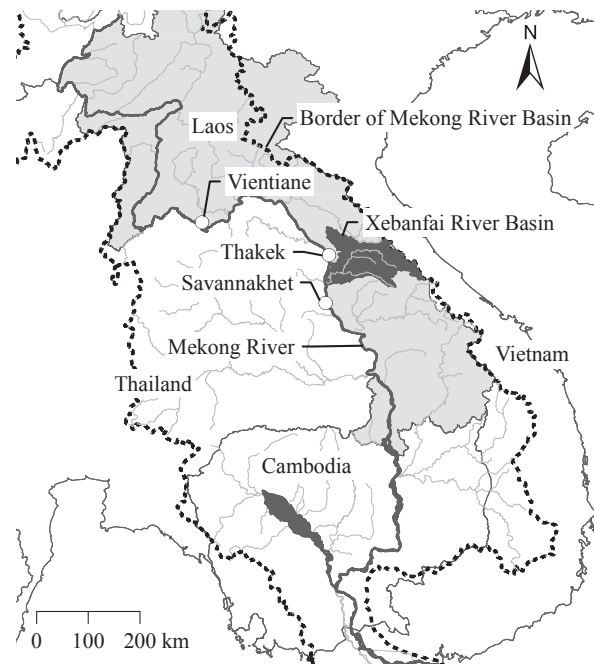 N
Laos
Border of Mekong River Basin
Vientiane
Xebanfai River Basin
Thakek
Savannakhet
Mekong River
Vietnam
Thailand
Cambodia
0 100 200 km